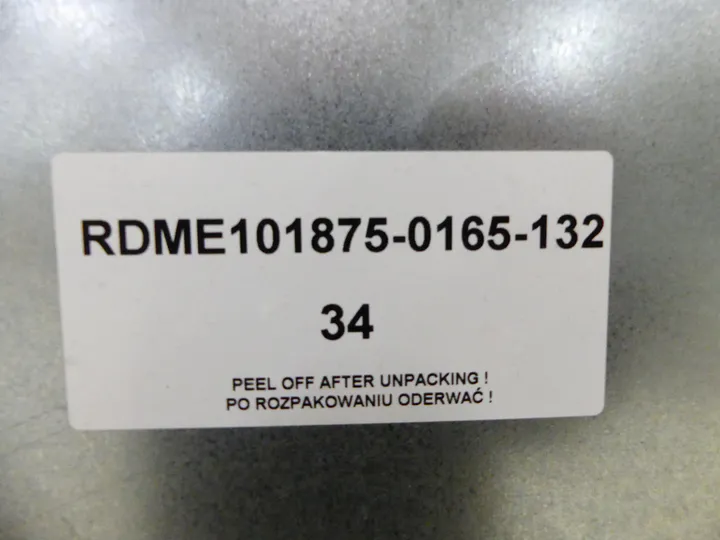 RDME101875-0165-132
34
PEEL OFF AFTER UNPACKING !
PO ROZPAKOWANIU ODERWAĆ !